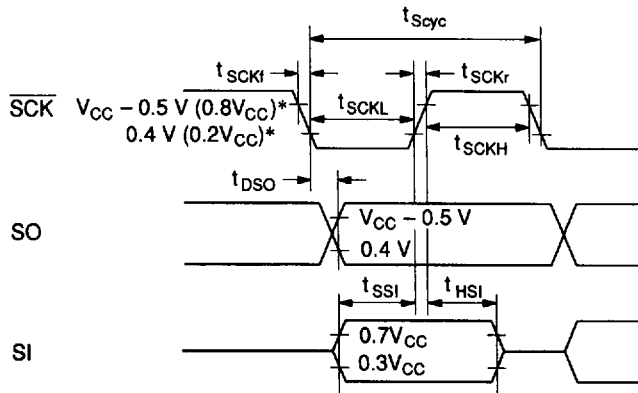 tScyc
tSCKf
tSCKr
SCK VCC – 0.5 V (0.8VCC)*
0.4 V (0.2VCC)*
tSCKL
tSCKH
tDSO
SO
VCC – 0.5 V
0.4 V
tSSI
tHSI
SI
0.7VCC
0.3VCC